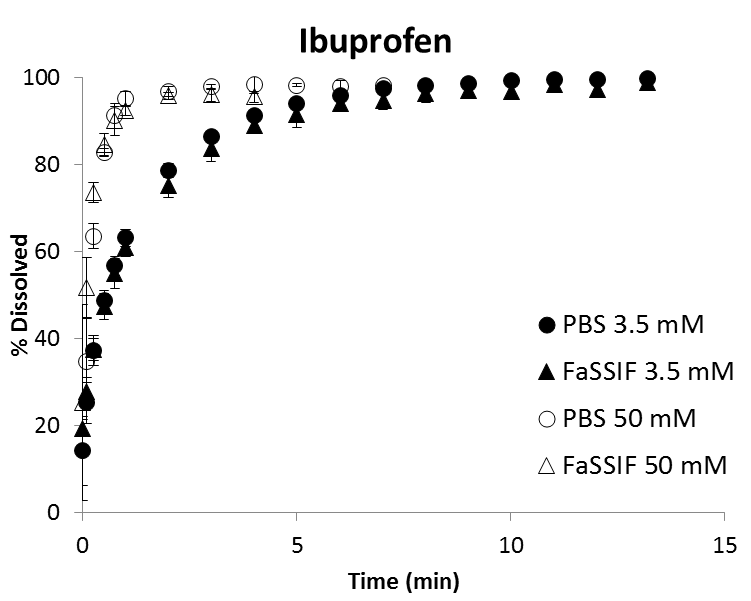 Ibuprofen
100
80
60
40
20
0
% Dissolved
PBS 3.5 mM
FaSSIF 3.5 mM
PBS 50 mM
FaSSIF 50 mM
0 5 10 15
Time (min)